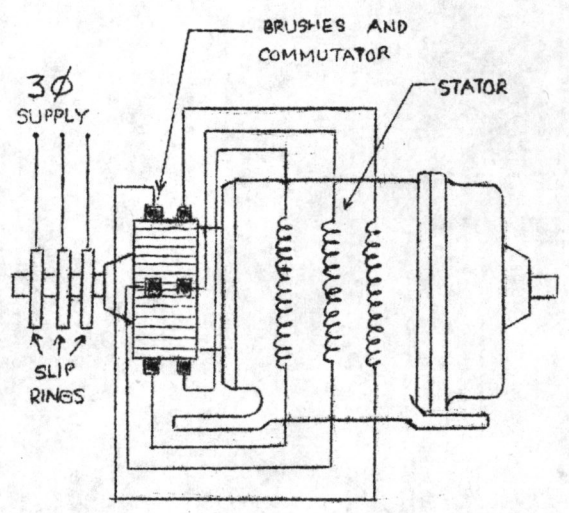 BRUSHES AND
COMMUTATOR
3Ø
SUPPLY
STATOR
SLIP
RINGS